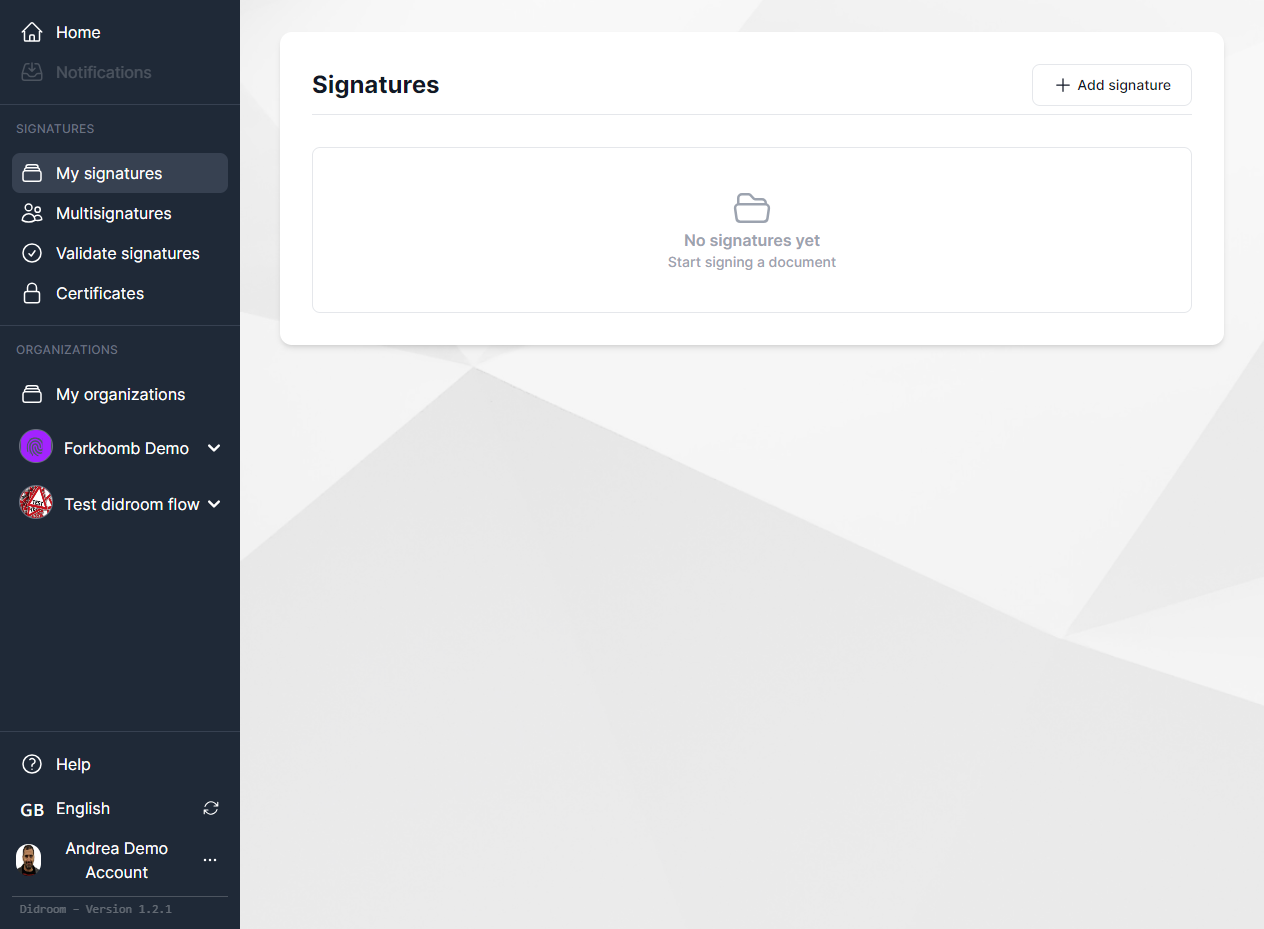 Home
Notifications
SIGNATURES
My signatures
Multisignatures
Validate signatures
Certificates
ORGANIZATIONS
My organizations
Forkbomb Demo
Test didroom flow
Help
GB English
Andrea Demo
Account
Didroom – Version 1.2.1
Signatures
Add signature
No signatures yet
Start signing a document